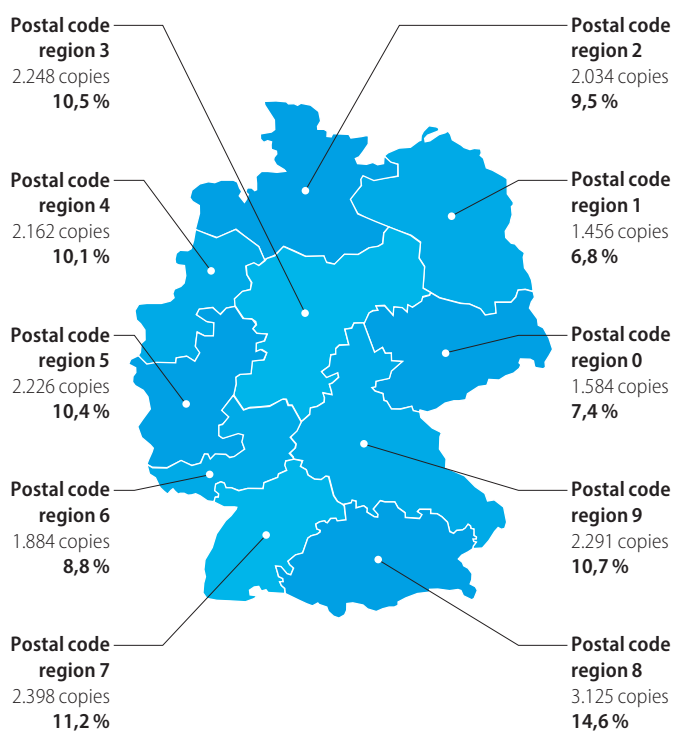 Postal code
region 3
2.248 copies
10,5 %
Postal code
region 2
2.034 copies
9,5 %
Postal code
region 4
2.162 copies
10,1 %
Postal code
region 1
1.456 copies
6,8 %
Postal code
region 5
2.226 copies
10,4 %
Postal code
region 0
1.584 copies
7,4 %
Postal code
region 6
1.884 copies
8,8 %
Postal code
region 9
2.291 copies
10,7 %
Postal code
region 7
2.398 copies
11,2 %
Postal code
region 8
3.125 copies
14,6 %